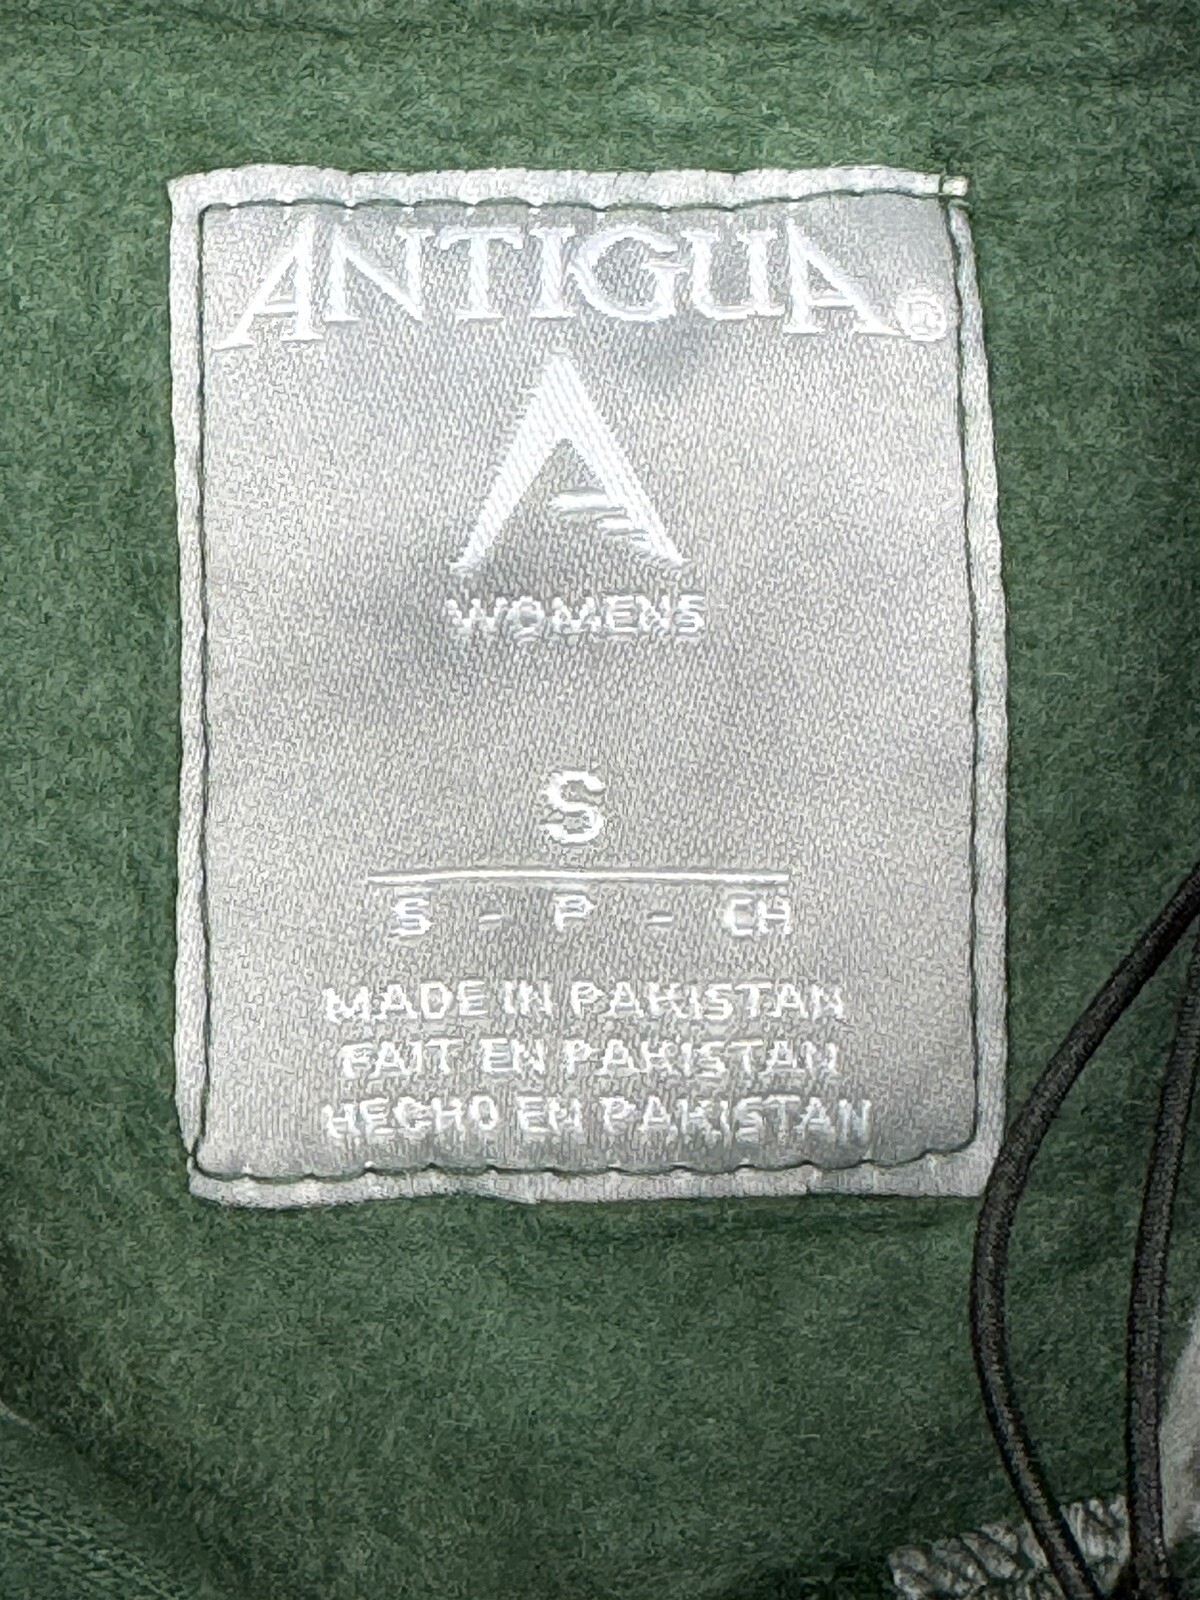 ANTIGUA®
WOMENS
S
S - P - CH
MADE IN PAKISTAN
FAIT EN PAKISTAN
HECHO EN PAKISTAN